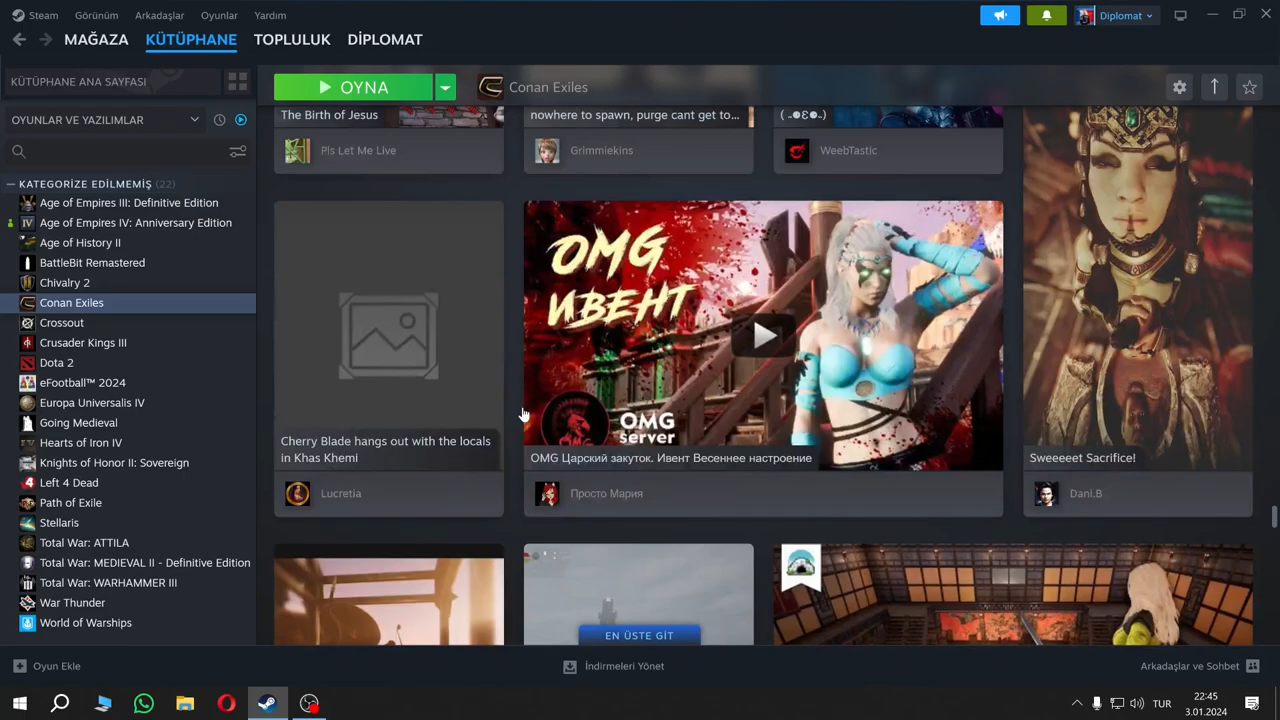 Steam Görünüm Arkadaşlar Oyunlar Yardım Diplomat
MAĞAZA KÜTÜPHANE TOPLULUK DİPLOMAT
KÜTÜPHANE ANA SAYFASI
OYUNLAR VE YAZILIMLAR
KATEGORİZE EDİLMEMİŞ (22)
Age of Empires III: Definitive Edition
Age of Empires IV: Anniversary Edition
Age of History II
BattleBit Remastered
Chivalry 2
Conan Exiles
Crossout
Crusader Kings III
Dota 2
eFootball™ 2024
Europa Universalis IV
Going Medieval
Hearts of Iron IV
Knights of Honor II: Sovereign
Left 4 Dead
Path of Exile
Stellaris
Total War: ATTILA
Total War: MEDIEVAL II - Definitive Edition
Total War: WARHAMMER III
War Thunder
World of Warships
OYNA
Conan Exiles
The Birth of Jesus
Pls Let Me Live
nowhere to spawn, purge cant get to...
Grimmiekins
WeebTastic
Cherry Blade hangs out with the locals
in Khas Khemi
Lucretia
OMG
ИВЕНТ
OMG
server
OMG Царский закуток. Ивент Весеннее настроение
Просто Мария
Sweeeeet Sacrifice!
Dani.B
EN ÜSTE GİT
Oyun Ekle
İndirmeleri Yönet
Arkadaşlar ve Sohbet
TUR
22:45
3.01.2024